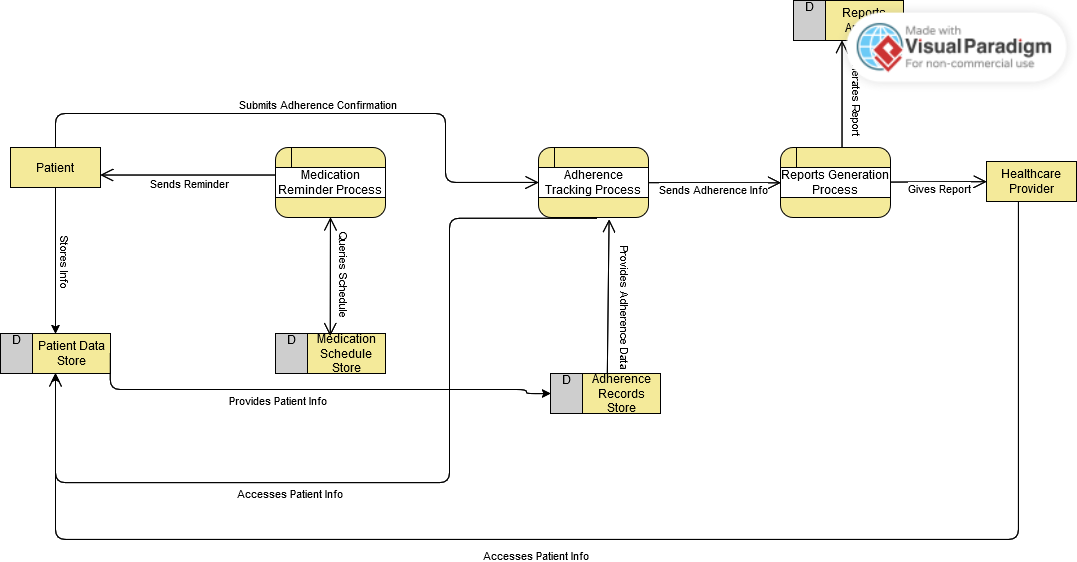 D
Reports
Made with
Visual Paradigm
For non-commercial use
Report
Submits Adherence Confirmation
Patient
Sends Reminder
Medication
Reminder Process
Adherence
Tracking Process
Sends Adherence Info
Reports Generation
Process
Gives Report
Healthcare
Provider
Stores Info
Queries Schedule
Provides Adherence Data
D
Patient Data
Store
D
Medication
Schedule
Store
D
Adherence
Records
Store
Provides Patient Info
Accesses Patient Info
Accesses Patient Info